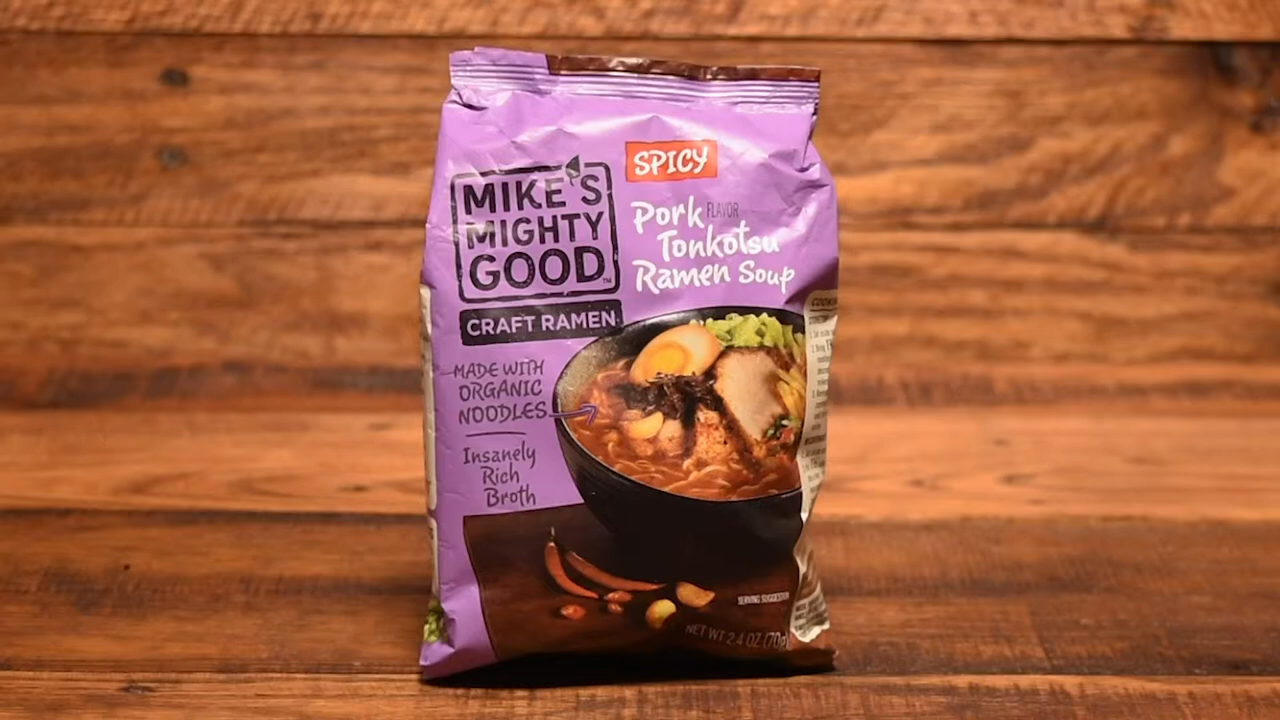 SPICY
MIKE'S
MIGHTY
GOOD™
CRAFT RAMEN
Pork FLAVOR
Tonkotsu
Ramen Soup
MADE WITH
ORGANIC
NOODLES
Insanely
Rich
Broth
SERVING SUGGESTION
NET WT 2.4 OZ (70g)